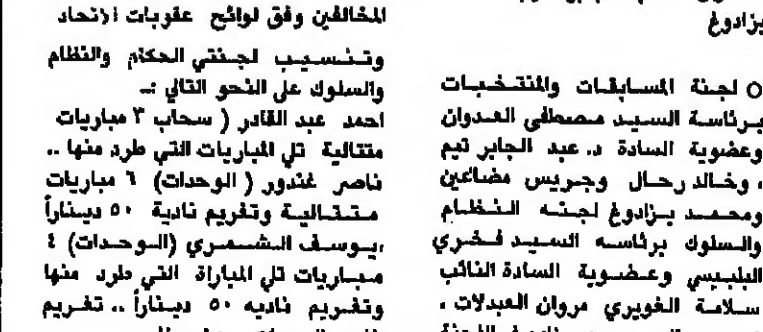 بزادوغ
○ لجنة المسابقات والمنتخبات
برئاسة السيد مصطفى العدوان
وعضوية السادة د. عبد الجابر تيم
، وخالد رحال وجريس مضاعين
ومحمد بزادوغ لجنه النظام
والسلوك برئاسه السيد فخري
البلبيسي وعضوية السادة النائب
سلامة الغويري مروان العبدلات ،
المخالفين وفق لوائح عقوبات الاتحاد
وتنسيب لجنتي الحكام والنظام
والسلوك على النحو التالي :ـ
احمد عبد القادر ( سحاب ٣ مباريات
متتالية تلي المباريات التي طرد منها ..
ناصر غندور ( الوحدات) ٦ مباريات
متتالية وتغريم نادية ٥٠ ديناراً
،يوسف الشمري (الوحدات) ٤
مباريات تلي المباراة التي طرد منها
وتغريم ناديه ٥٠ ديناراً .. تغريم